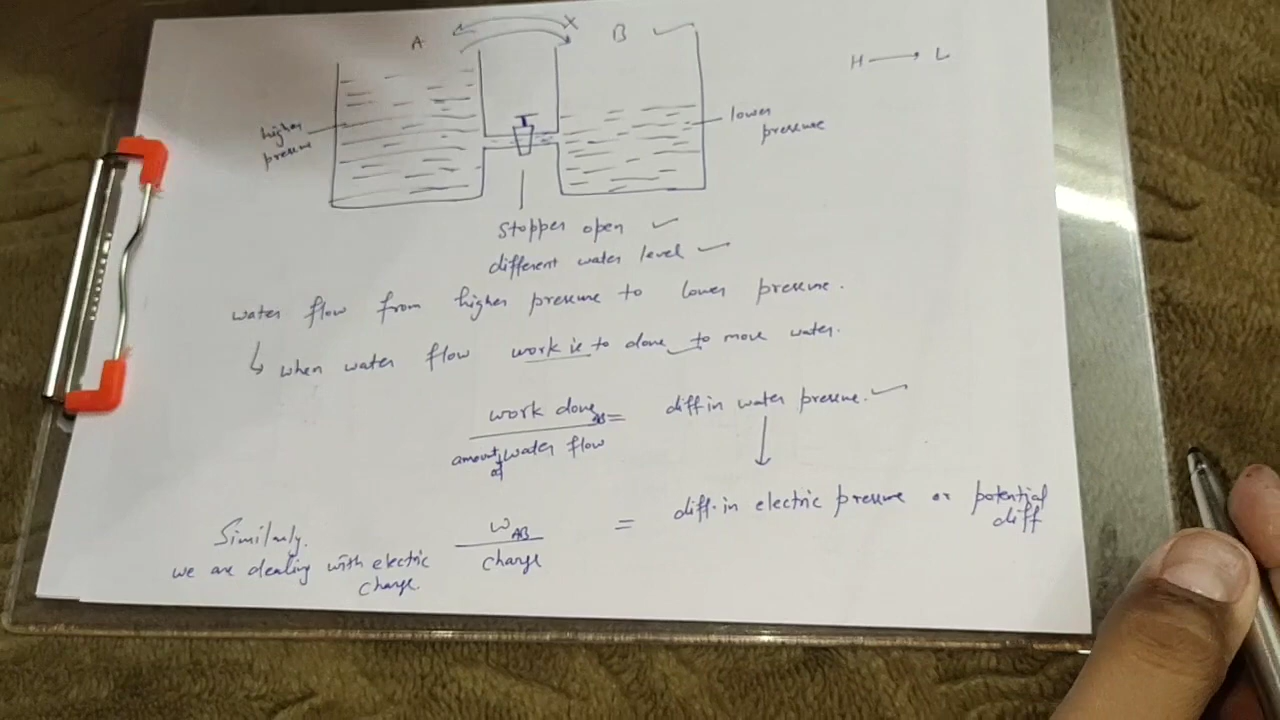 A
B
H → L
higher
pressure
lower
pressure
Stopper open
different water level
water flow from higher pressure to lower pressure.
↳ when water flow work is to done to move water.
work done = diff in water pressure.
amount of water flow
Similarly.
we are dealing with electric
charge.
W_AB
charge
= diff. in electric pressure or potential
diff